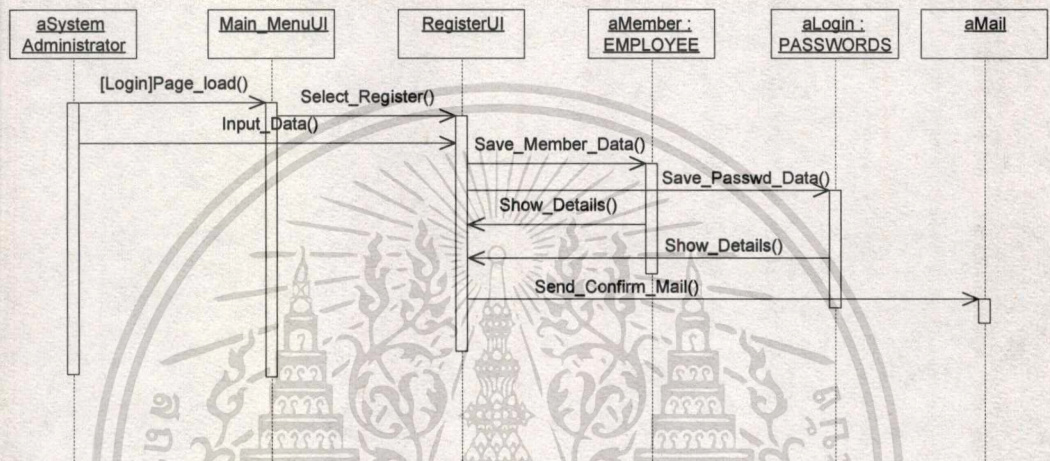 aSystem
Administrator
Main_MenuUI
RegisterUI
aMember :
EMPLOYEE
aLogin :
PASSWORDS
aMail
[Login]Page_load()
Select_Register()
Input_Data()
Save_Member_Data()
Save_Passwd_Data()
Show_Details()
Show_Details()
Send_Confirm_Mail()